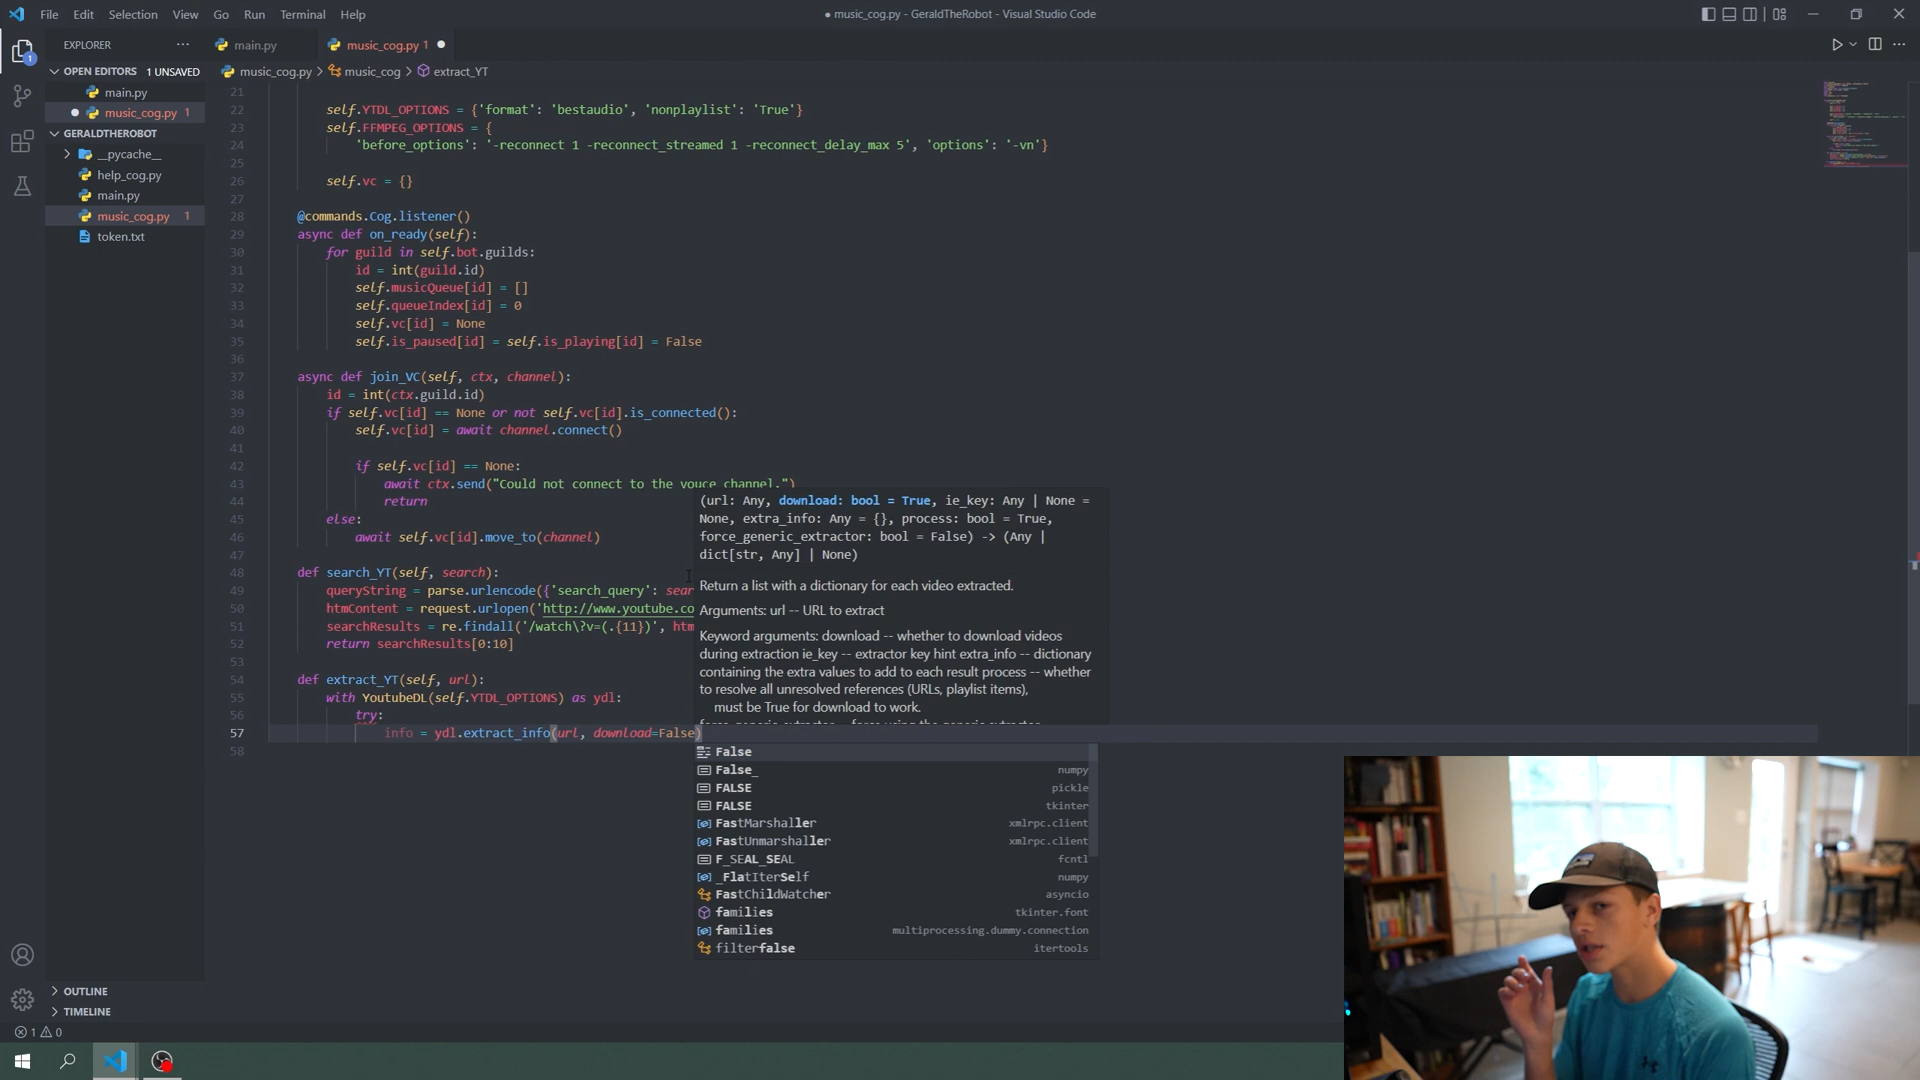 File Edit Selection View Go Run Terminal Help
● music_cog.py - GeraldTheRobot - Visual Studio Code
EXPLORER
main.py
music_cog.py 1
OPEN EDITORS 1 UNSAVED
music_cog.py > music_cog > extract_YT
main.py
music_cog.py 1
GERALDTHEROBOT
__pycache__
help_cog.py
main.py
music_cog.py 1
token.txt
OUTLINE
TIMELINE
1 0
1
21
22 self.YTDL_OPTIONS = {'format': 'bestaudio', 'nonplaylist': 'True'}
23 self.FFMPEG_OPTIONS = {
24 'before_options': '-reconnect 1 -reconnect_streamed 1 -reconnect_delay_max 5', 'options': '-vn'}
25
26 self.vc = {}
27
28 @commands.Cog.listener()
29 async def on_ready(self):
30 for guild in self.bot.guilds:
31 id = int(guild.id)
32 self.musicQueue[id] = []
33 self.queueIndex[id] = 0
34 self.vc[id] = None
35 self.is_paused[id] = self.is_playing[id] = False
36
37 async def join_VC(self, ctx, channel):
38 id = int(ctx.guild.id)
39 if self.vc[id] == None or not self.vc[id].is_connected():
40 self.vc[id] = await channel.connect()
41
42 if self.vc[id] == None:
43 await ctx.send("Could not connect to the vouce channel.")
44 return
45 else:
46 await self.vc[id].move_to(channel)
47
48 def search_YT(self, search):
49 queryString = parse.urlencode({'search_query': sear
50 htmContent = request.urlopen('http://www.youtube.co
51 searchResults = re.findall('/watch\?v=(.{11})', htm
52 return searchResults[0:10]
53
54 def extract_YT(self, url):
55 with YoutubeDL(self.YTDL_OPTIONS) as ydl:
56 try:
57 info = ydl.extract_info(url, download=False)
58
(url: Any, download: bool = True, ie_key: Any | None =
None, extra_info: Any = {}, process: bool = True,
force_generic_extractor: bool = False) -> (Any |
dict[str, Any] | None)
Return a list with a dictionary for each video extracted.
Arguments: url -- URL to extract
Keyword arguments: download -- whether to download videos
during extraction ie_key -- extractor key hint extra_info -- dictionary
containing the extra values to add to each result process -- whether
to resolve all unresolved references (URLs, playlist items),
must be True for download to work.
False
False_ numpy
FALSE pickle
FALSE tkinter
FastMarshaller xmlrpc.client
FastUnmarshaller xmlrpc.client
F_SEAL_SEAL fcntl
_FlatIterSelf numpy
FastChildWatcher asyncio
families tkinter.font
families multiprocessing.dummy.connection
filterfalse itertools